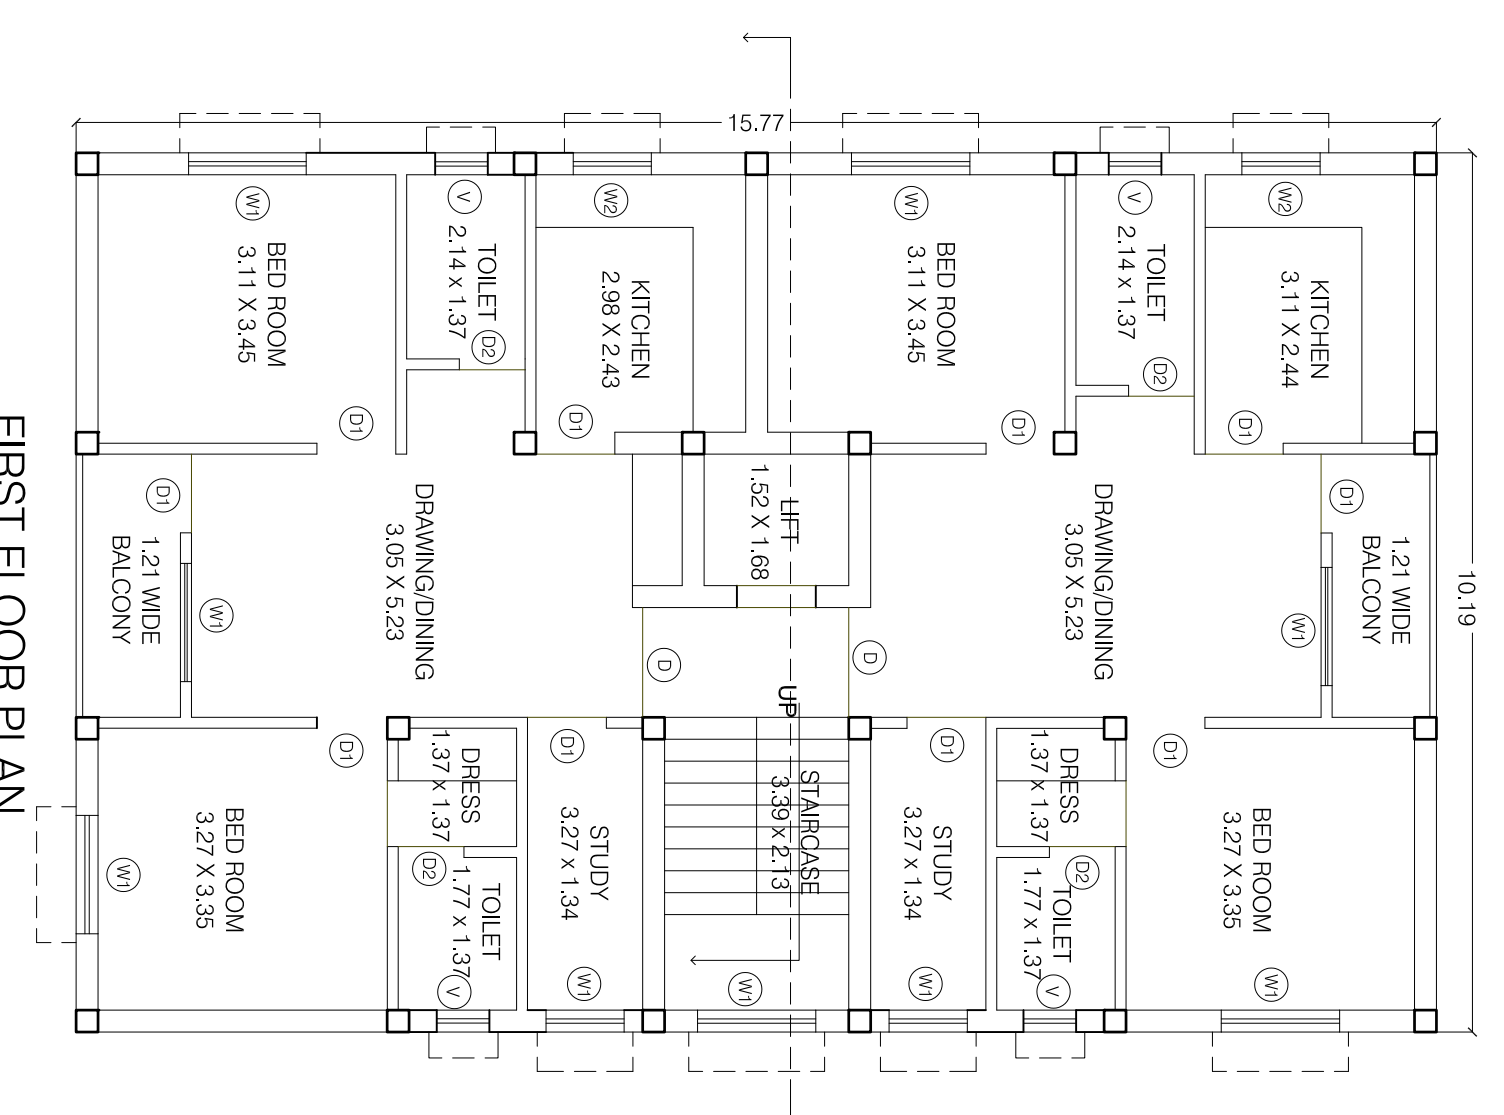 15.77
10.19
W1
BED ROOM
3.11 X 3.45
D1
V
TOILET
2.14 x 1.37
D2
W2
KITCHEN
2.98 X 2.43
D1
W1
BED ROOM
3.11 X 3.45
D1
V
TOILET
2.14 x 1.37
D2
W2
KITCHEN
3.11 X 2.44
D1
D1
1.21 WIDE
BALCONY
W1
DRAWING/DINING
3.05 X 5.23
D
LIFT
1.52 X 1.68
D
UP
DRAWING/DINING
3.05 X 5.23
D1
1.21 WIDE
BALCONY
W1
D1
BED ROOM
3.27 X 3.35
W1
DRESS
1.37 x 1.37
D2
TOILET
1.77 x 1.37
V
D1
STUDY
3.27 x 1.34
W1
STAIRCASE
3.39 x 2.13
W1
D1
STUDY
3.27 x 1.34
W1
DRESS
1.37 x 1.37
D2
TOILET
1.77 x 1.37
V
D1
BED ROOM
3.27 X 3.35
W1
FIRST FLOOR PLAN